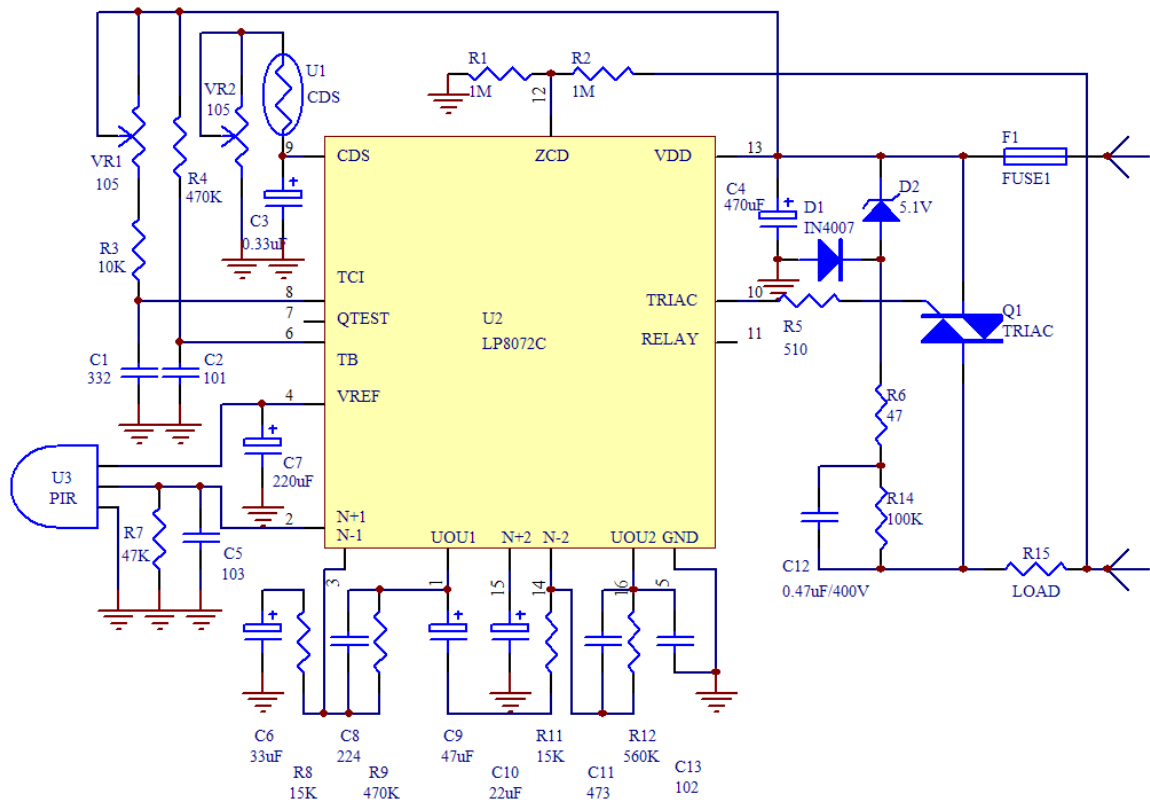 R1
1M
R2
1M
12
U1
CDS
VR2
105
VR1
105
R4
470K
9
CDS
ZCD
VDD
13
F1
FUSE1
C3
0.33uF
C4
470uF
D1
IN4007
D2
5.1V
R3
10K
TCI
8
7
QTEST
6
TB
U2
LP8072C
TRIAC
10
RELAY
11
R5
510
Q1
TRIAC
C1
332
C2
101
4
VREF
R6
47
U3
PIR
C7
220uF
R14
100K
R7
47K
C5
103
2
N+1
N-1
UOU1
N+2
N-2
UOU2
GND
3
1
15
14
16
5
C12
0.47uF/400V
R15
LOAD
C6
33uF
R8
15K
C8
224
R9
470K
C9
47uF
C10
22uF
R11
15K
C11
473
R12
560K
C13
102